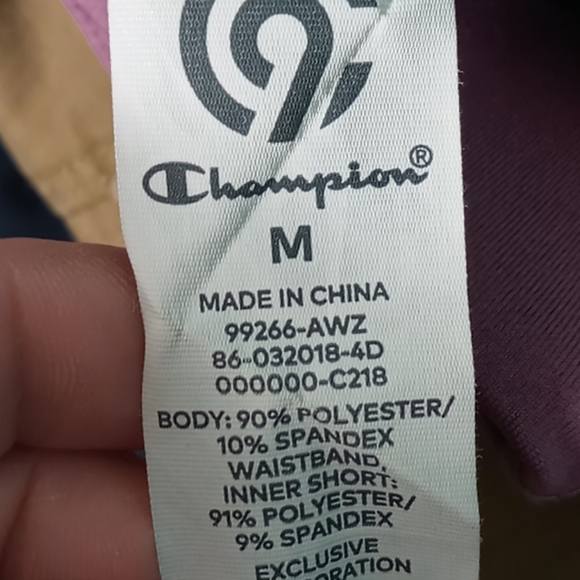 C9
Champion®
M
MADE IN CHINA
99266-AWZ
86-032018-4D
000000-C218
BODY: 90% POLYESTER/
10% SPANDEX
WAISTBAND,
INNER SHORT:
91% POLYESTER/
9% SPANDEX
EXCLUSIVE